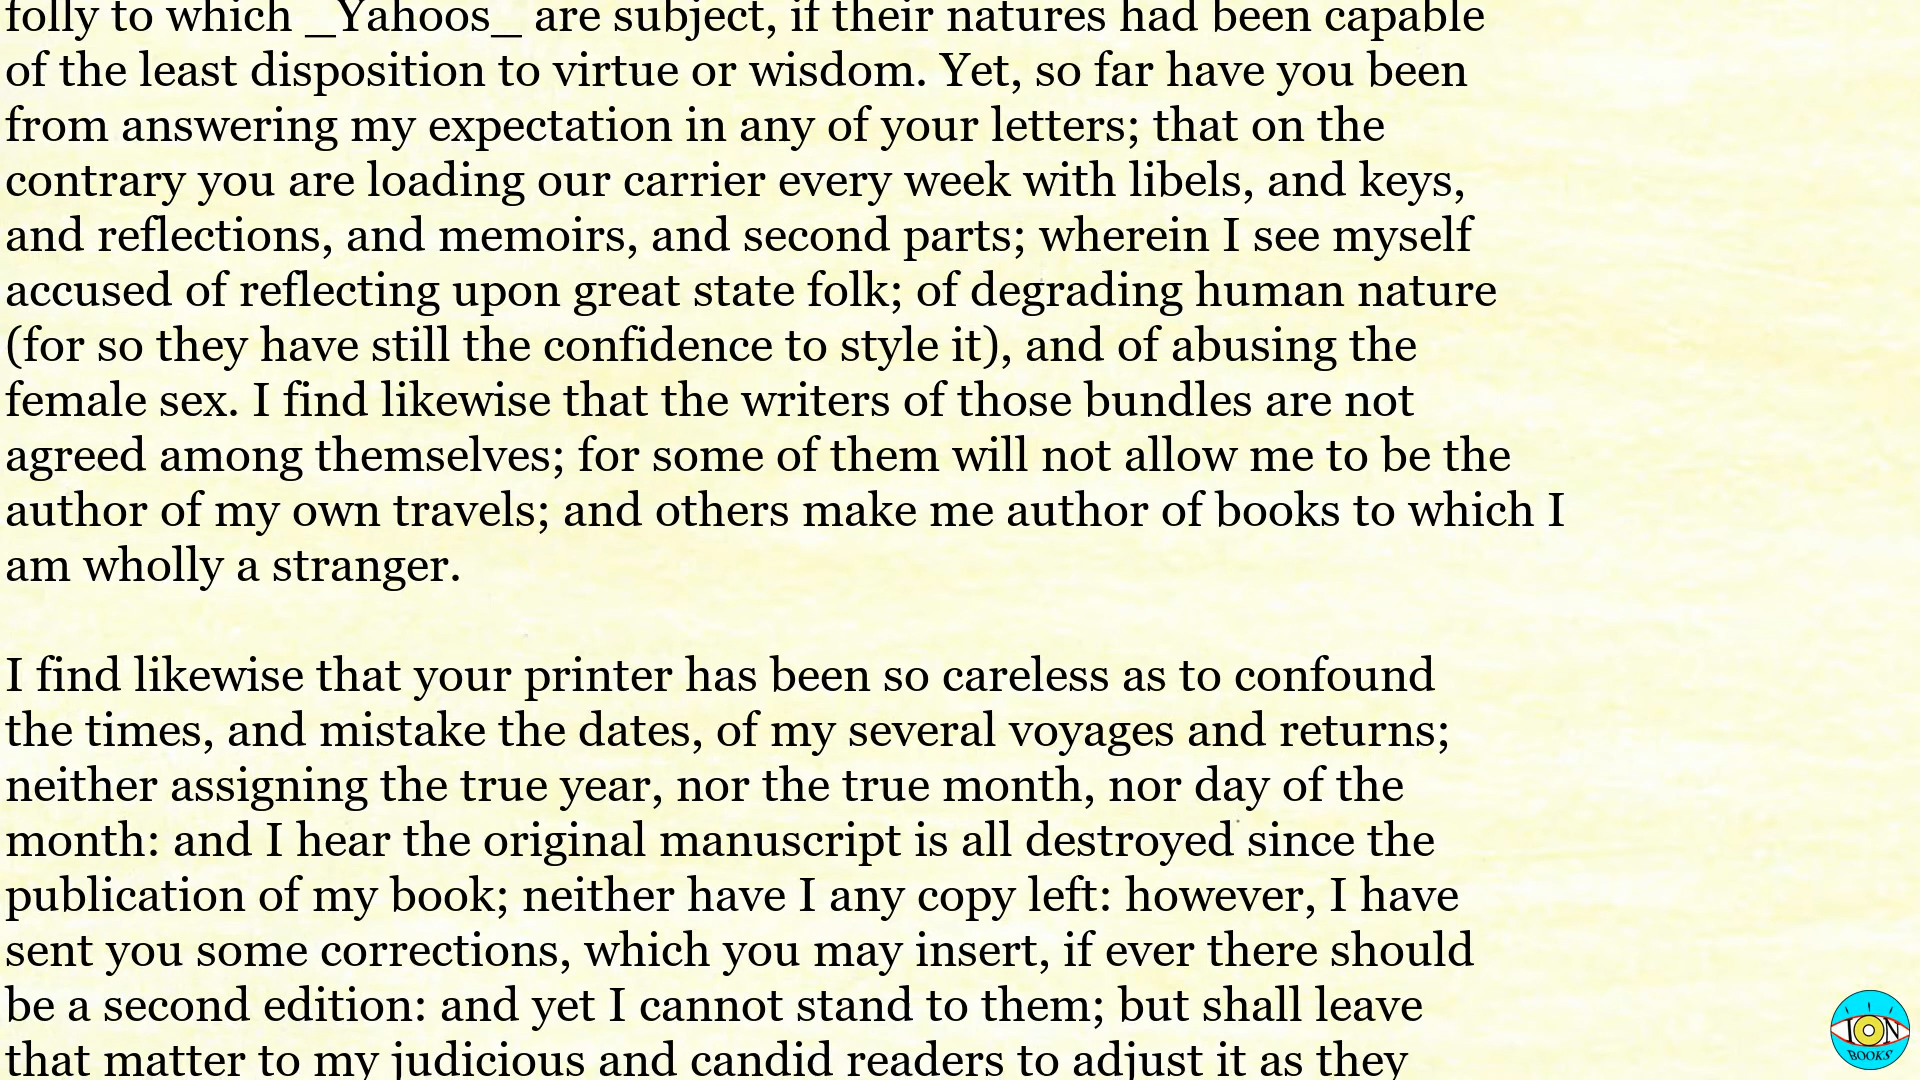 folly to which _Yahoos_ are subject, if their natures had been capable
of the least disposition to virtue or wisdom. Yet, so far have you been
from answering my expectation in any of your letters; that on the
contrary you are loading our carrier every week with libels, and keys,
and reflections, and memoirs, and second parts; wherein I see myself
accused of reflecting upon great state folk; of degrading human nature
(for so they have still the confidence to style it), and of abusing the
female sex. I find likewise that the writers of those bundles are not
agreed among themselves; for some of them will not allow me to be the
author of my own travels; and others make me author of books to which I
am wholly a stranger.
I find likewise that your printer has been so careless as to confound
the times, and mistake the dates, of my several voyages and returns;
neither assigning the true year, nor the true month, nor day of the
month: and I hear the original manuscript is all destroyed since the
publication of my book; neither have I any copy left: however, I have
sent you some corrections, which you may insert, if ever there should
be a second edition: and yet I cannot stand to them; but shall leave
that matter to my judicious and candid readers to adjust it as they
ION
BOOKS